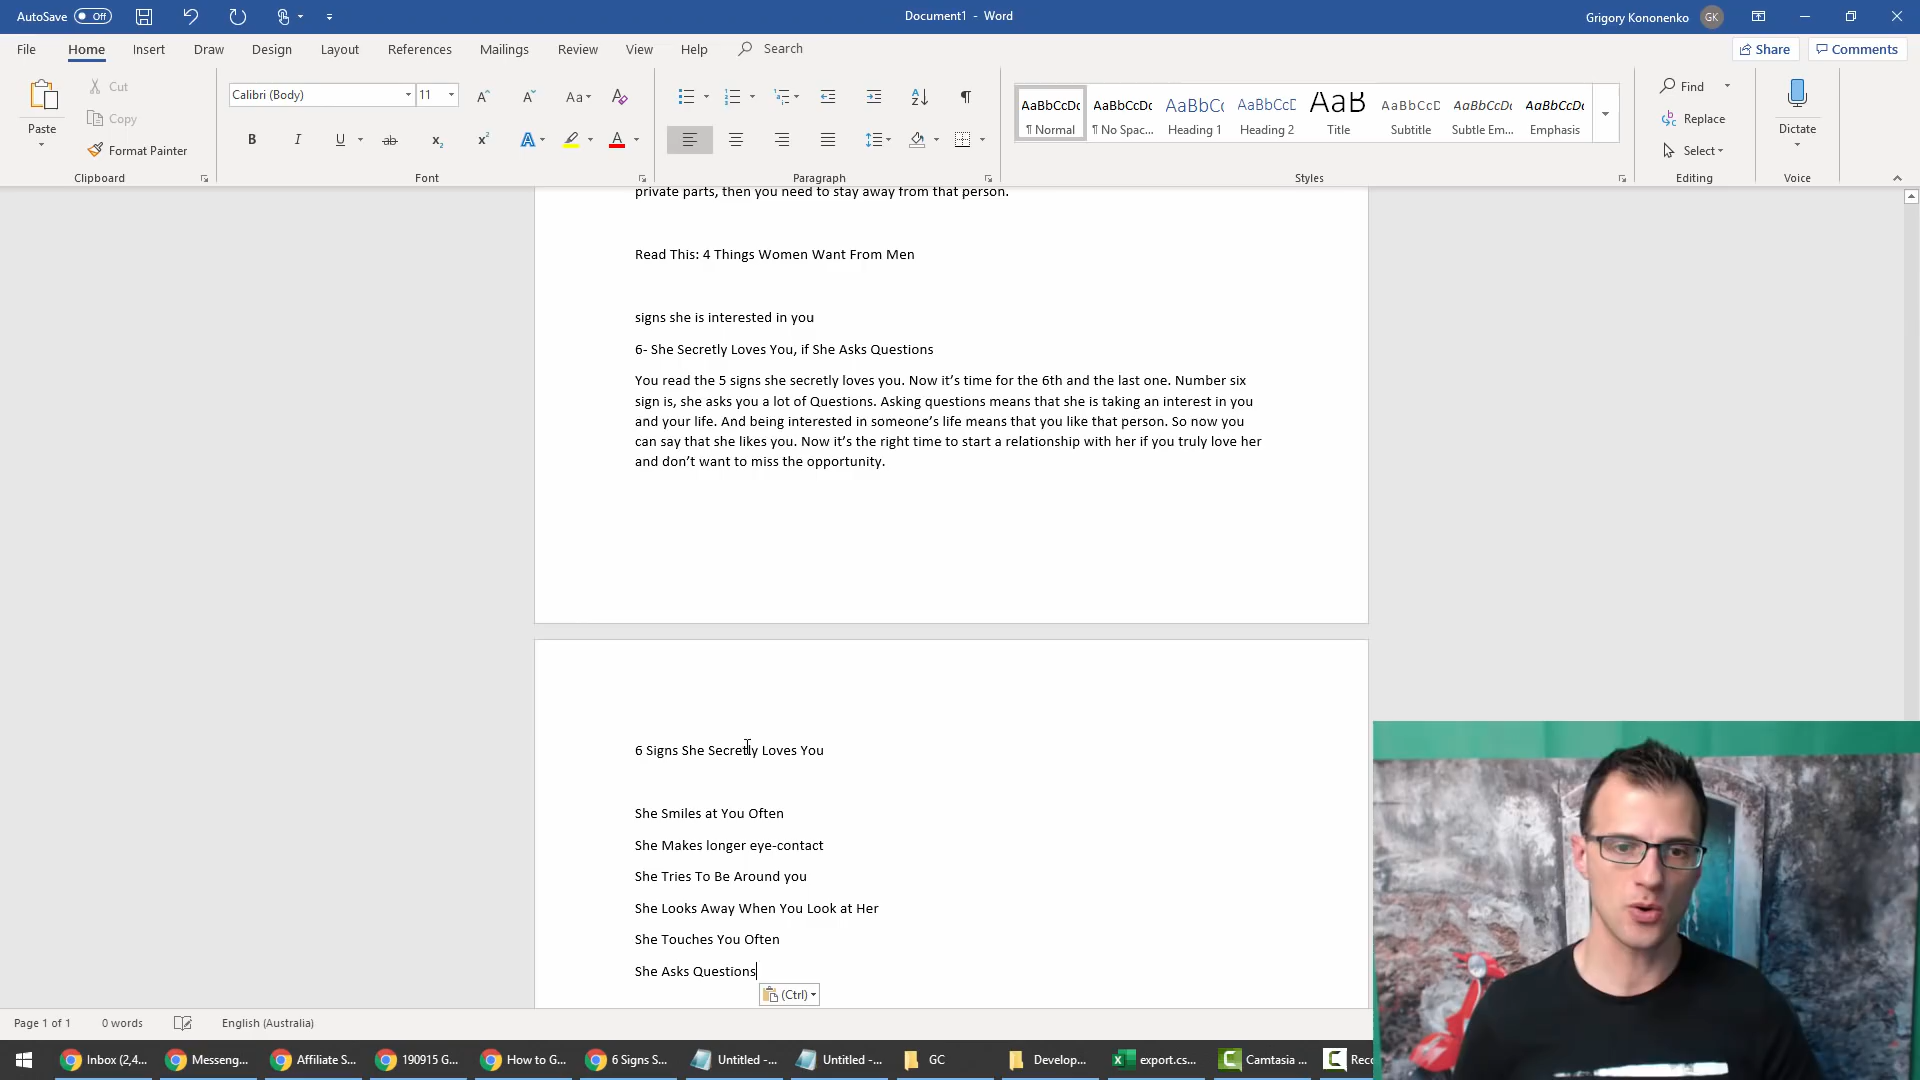 AutoSave Off
Document1 - Word
Grigory Kononenko GK
File Home Insert Draw Design Layout References Mailings Review View Help Search
Share Comments
Paste
Cut
Copy
Format Painter
Clipboard
Calibri (Body) 11
Font
Paragraph
AaBbCcDc AaBbCcDc AaBbC( AaBbCcC AaB AaBbCcD AaBbCcDı AaBbCcDı
¶ Normal ¶ No Spac... Heading 1 Heading 2 Title Subtitle Subtle Em... Emphasis
Styles
Find
Replace
Select
Editing
Dictate
Voice
private parts, then you need to stay away from that person.
Read This: 4 Things Women Want From Men
signs she is interested in you
6- She Secretly Loves You, if She Asks Questions
You read the 5 signs she secretly loves you. Now it’s time for the 6th and the last one. Number six
sign is, she asks you a lot of Questions. Asking questions means that she is taking an interest in you
and your life. And being interested in someone’s life means that you like that person. So now you
can say that she likes you. Now it’s the right time to start a relationship with her if you truly love her
and don’t want to miss the opportunity.
6 Signs She Secretly Loves You
She Smiles at You Often
She Makes longer eye-contact
She Tries To Be Around you
She Looks Away When You Look at Her
She Touches You Often
She Asks Questions
(Ctrl)
Page 1 of 1 0 words English (Australia)
Inbox (2,4... Messeng... Affiliate S... 190915 G... How to G... 6 Signs S... Untitled -... Untitled -... GC Develop... export.cs... Camtasia ... Reco